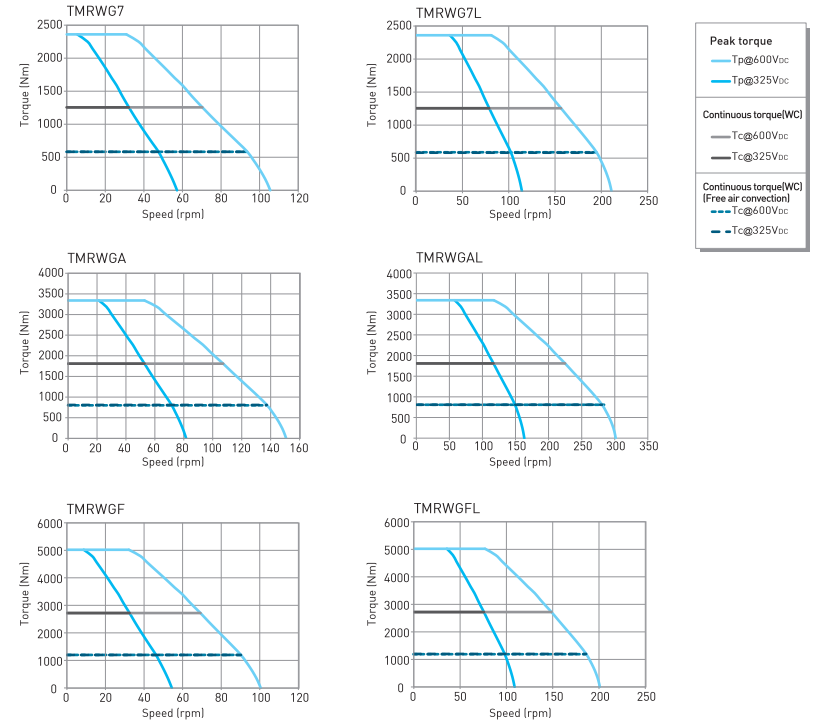 TMRWG7
2500
2000
1500
1000
500
0
Torque (Nm)
0 20 40 60 80 100 120
Speed (rpm)
TMRWG7L
2500
2000
1500
1000
500
0
Torque (Nm)
0 50 100 150 200 250
Speed (rpm)
Peak torque
Tp@600VDC
Tp@325VDC
Continuous torque(WC)
Tc@600VDC
Tc@325VDC
Continuous torque(WC)
(Free air convection)
Tc@600VDC
Tc@325VDC
TMRWGA
4000
3500
3000
2500
2000
1500
1000
500
0
Torque (Nm)
0 20 40 60 80 100 120 140 160
Speed (rpm)
TMRWGAL
4000
3500
3000
2500
2000
1500
1000
500
0
Torque (Nm)
0 50 100 150 200 250 300 350
Speed (rpm)
TMRWGF
6000
5000
4000
3000
2000
1000
0
Torque (Nm)
0 20 40 60 80 100 120
Speed (rpm)
TMRWGFL
6000
5000
4000
3000
2000
1000
0
Torque (Nm)
0 50 100 150 200 250
Speed (rpm)